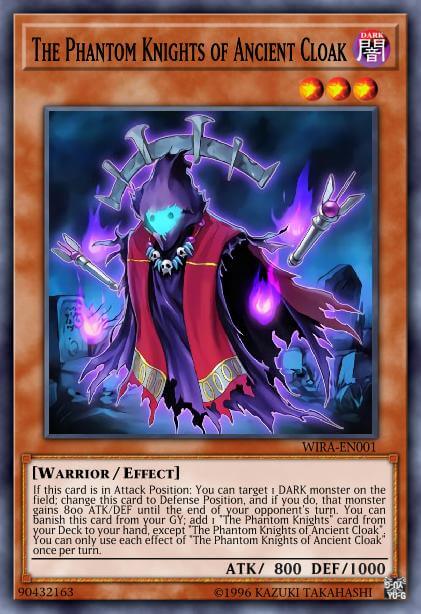 The Phantom Knights of Ancient Cloak
DARK
闇
WIRA-EN001
[Warrior / Effect]
If this card is in Attack Position: You can target 1 DARK monster on the
field; change this card to Defense Position, and if you do, that monster
gains 800 ATK/DEF until the end of your opponent's turn. You can
banish this card from your GY; add 1 "The Phantom Knights" card from
your Deck to your hand, except "The Phantom Knights of Ancient Cloak".
You can only use each effect of "The Phantom Knights of Ancient Cloak"
once per turn.
ATK/ 800 DEF/1000
90432163
©1996 KAZUKI TAKAHASHI